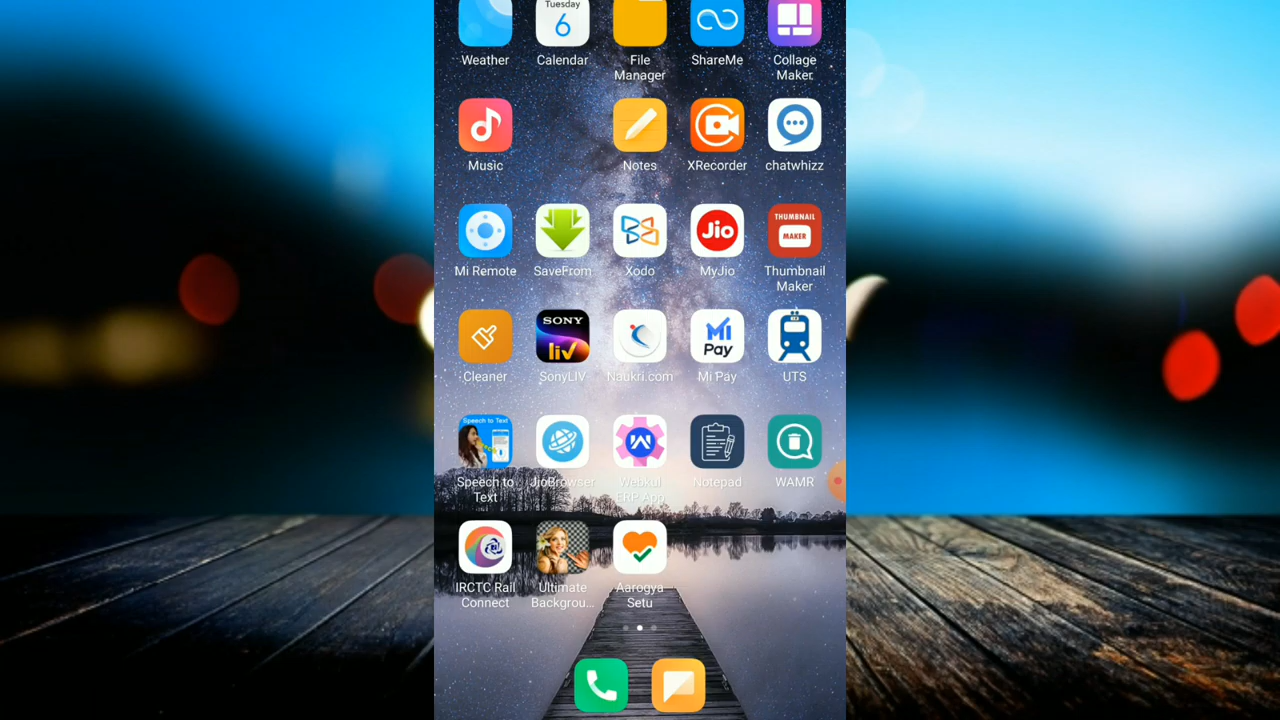 Tuesday
6
Weather
Calendar
File
Manager
ShareMe
Collage
Maker
Music
Notes
XRecorder
chatwhizz
Jio
THUMBNAIL
MAKER
Mi Remote
SaveFrom
Xodo
MyJio
Thumbnail
Maker
SONY
liv
Mi
Pay
Cleaner
SonyLIV
Naukri.com
Mi Pay
UTS
Speech to Text
Speech to
Text
JioBrowser
Webkul
ERP App
Notepad
WAMR
IRCTC Rail
Connect
Ultimate
Backgrou...
Aarogya
Setu